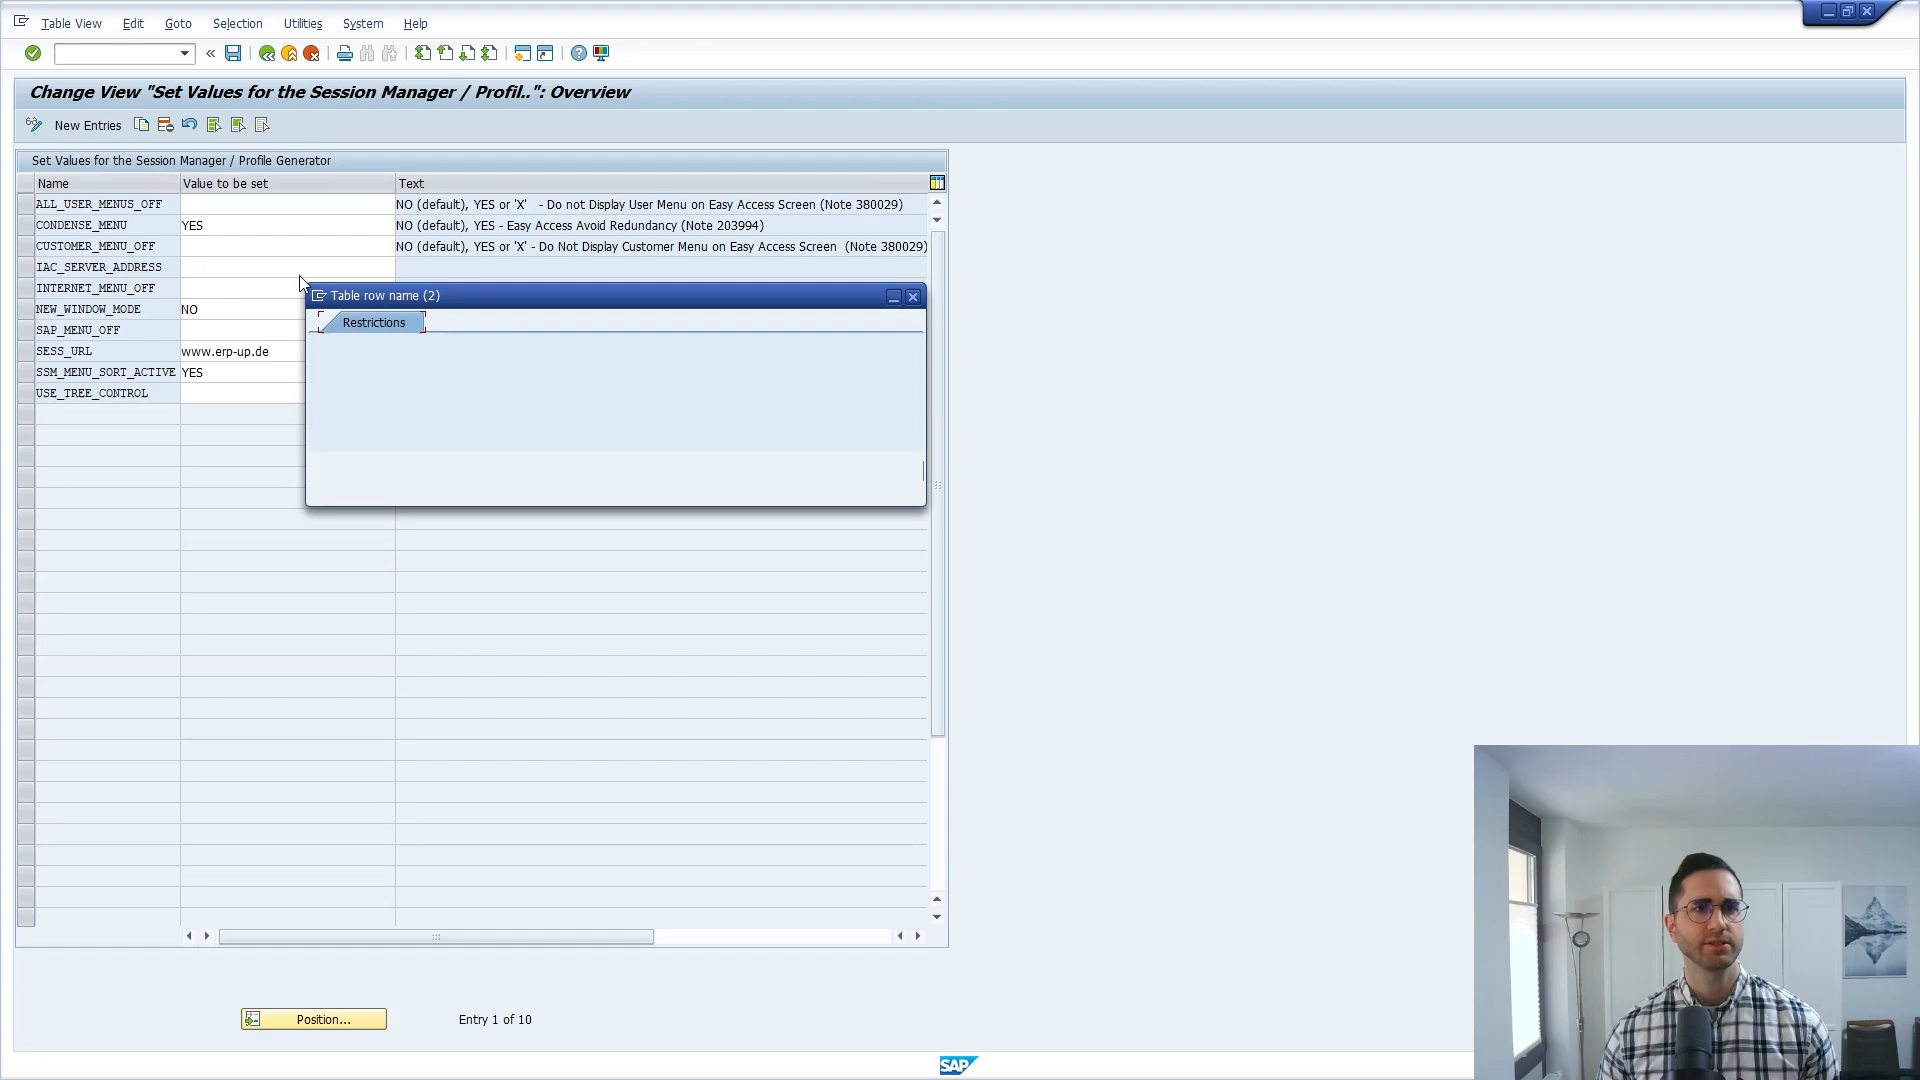 Table View Edit Goto Selection Utilities System Help
Change View "Set Values for the Session Manager / Profil..": Overview
New Entries
Set Values for the Session Manager / Profile Generator
Name Value to be set Text
ALL_USER_MENUS_OFF NO (default), YES or 'X' - Do not Display User Menu on Easy Access Screen (Note 380029)
CONDENSE_MENU YES NO (default), YES - Easy Access Avoid Redundancy (Note 203994)
CUSTOMER_MENU_OFF NO (default), YES or 'X' - Do Not Display Customer Menu on Easy Access Screen (Note 380029)
IAC_SERVER_ADDRESS
INTERNET_MENU_OFF
Table row name (2)
NEW_WINDOW_MODE NO
Restrictions
SAP_MENU_OFF
SESS_URL www.erp-up.de
SSM_MENU_SORT_ACTIVE YES
USE_TREE_CONTROL
Position... Entry 1 of 10
SAP